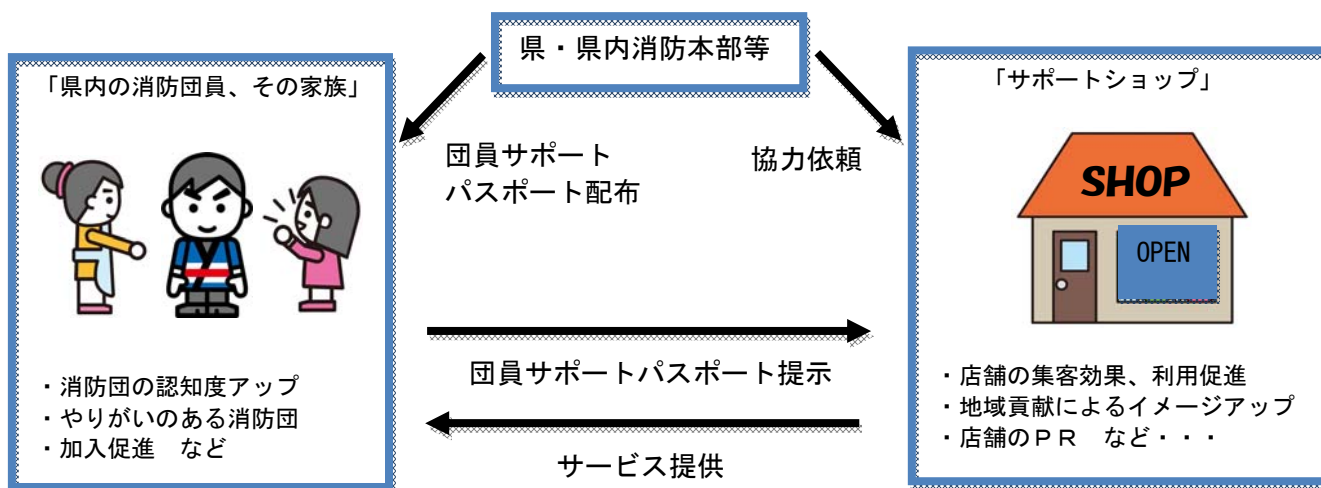 県・県内消防本部等
「県内の消防団員、その家族」
「サポートショップ」
団員サポート
パスポート配布
協力依頼
SHOP
OPEN
団員サポートパスポート提示
サービス提供
・消防団の認知度アップ
・やりがいのある消防団
・加入促進　など
・店舗の集客効果、利用促進
・地域貢献によるイメージアップ
・店舗のＰＲ　など・・・